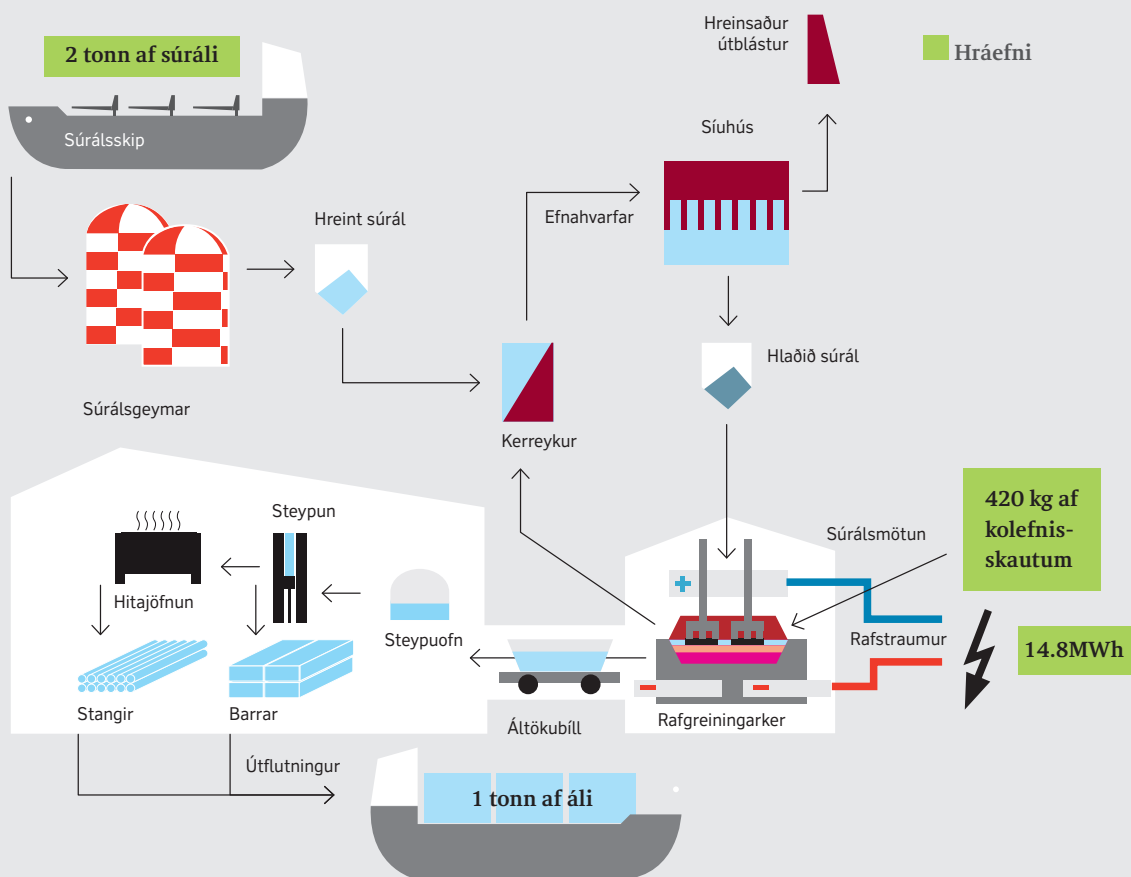 2 tonn af súráli
Súrálsskip
Hreinsaður
útblástur
Hráefni
Síuhús
Hreint súrál
Efnahvarfar
Súrálsgeymar
Hlaðið súrál
Kerreykur
420 kg af
kolefnis-
skautum
Steypun
Súrálsmötun
Hitajöfnun
Steypuofn
Rafstraumur
14.8MWh
Stangir
Barrar
Áltökubíll
Rafgreiningarker
Útflutningur
1 tonn af áli